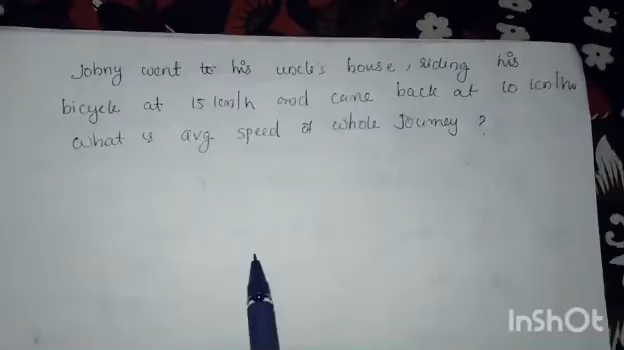 Johny went to his uncle's house, riding his
bicycle at 15 km/h and came back at 10 km/hr
what is avg speed of whole Journey ?
InShOt